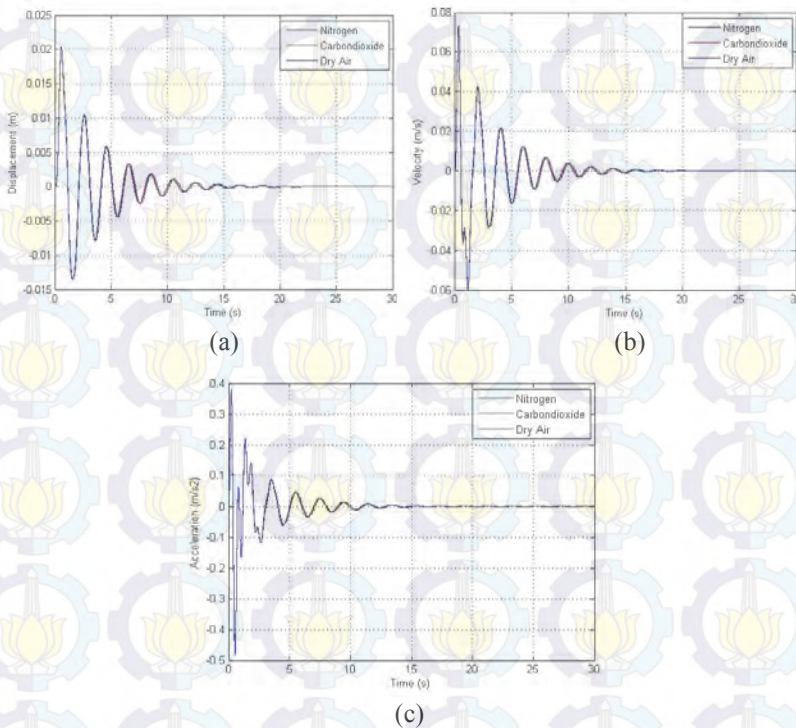 0.025
0.02
0.015
0.01
0.005
0
-0.005
-0.01
-0.015
0 5 10 15 20 25 30
Displacement (m)
Time (s)
Nitrogen
Carbondioxide
Dry Air
(a)
0.08
0.06
0.04
0.02
0
-0.02
-0.04
-0.06
0 5 10 15 20 25 30
Velocity (m/s)
Time (s)
Nitrogen
Carbondioxide
Dry Air
(b)
0.4
0.3
0.2
0.1
0
-0.1
-0.2
-0.3
-0.4
-0.5
0 5 10 15 20 25 30
Acceleration (m/s2)
Time (s)
Nitrogen
Carbondioxide
Dry Air
(c)